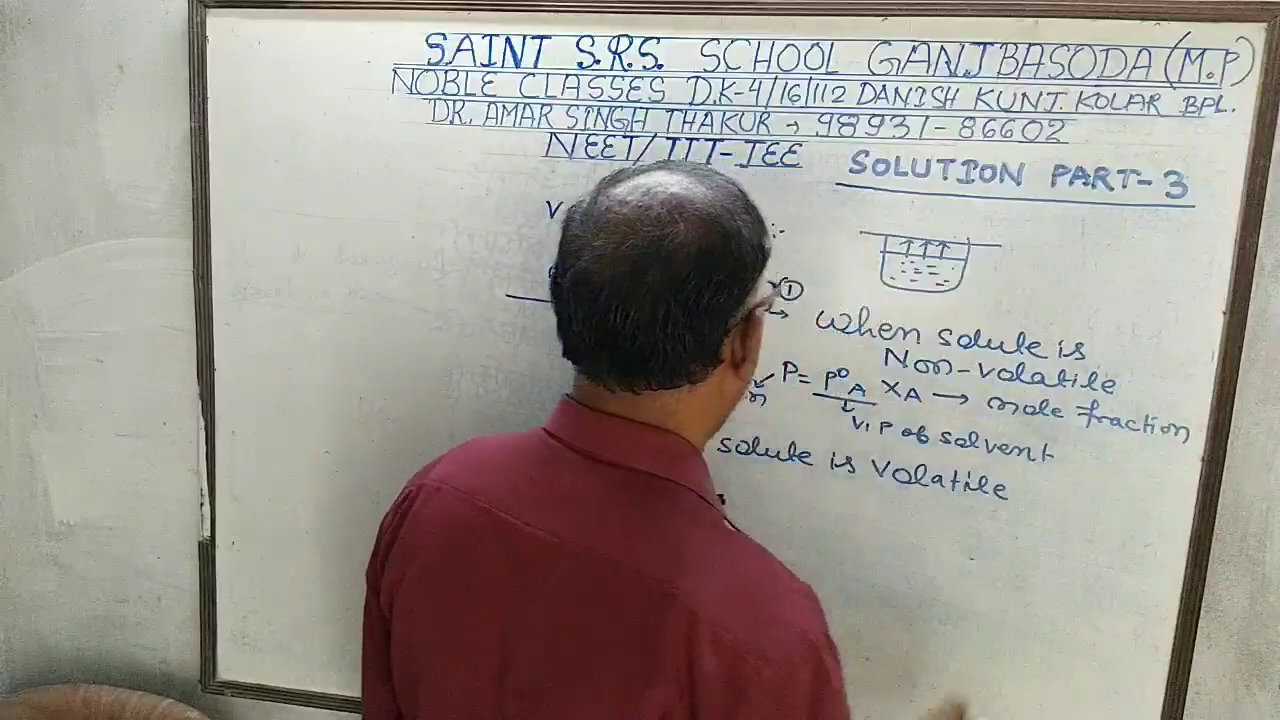 SAINT S.R.S. SCHOOL GANJBASODA (M.P)
NOBLE CLASSES D.K-4/16/112 DANISH KUNJ. KOLAR BPL.
DR. AMAR SINGH THAKUR → 98931-86602
NEET/IIT-JEE SOLUTION PART-3
V
①
→ When solute is
Non-volatile
P = P⁰A XA → mole fraction
V.P of solvent
solute is volatile